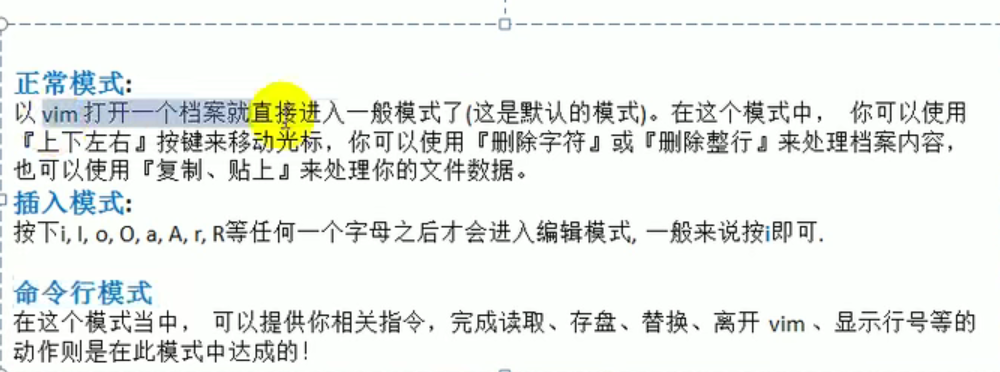 正常模式:
以 vim 打开一个档案就直接进入一般模式了(这是默认的模式)。在这个模式中， 你可以使用
『上下左右』按键来移动光标，你可以使用『删除字符』或『删除整行』来处理档案内容，
也可以使用『复制、贴上』来处理你的文件数据。
插入模式:
按下i, I, o, O, a, A, r, R等任何一个字母之后才会进入编辑模式, 一般来说按i即可.
命令行模式
在这个模式当中， 可以提供你相关指令，完成读取、存盘、替换、离开 vim 、显示行号等的
动作则是在此模式中达成的！